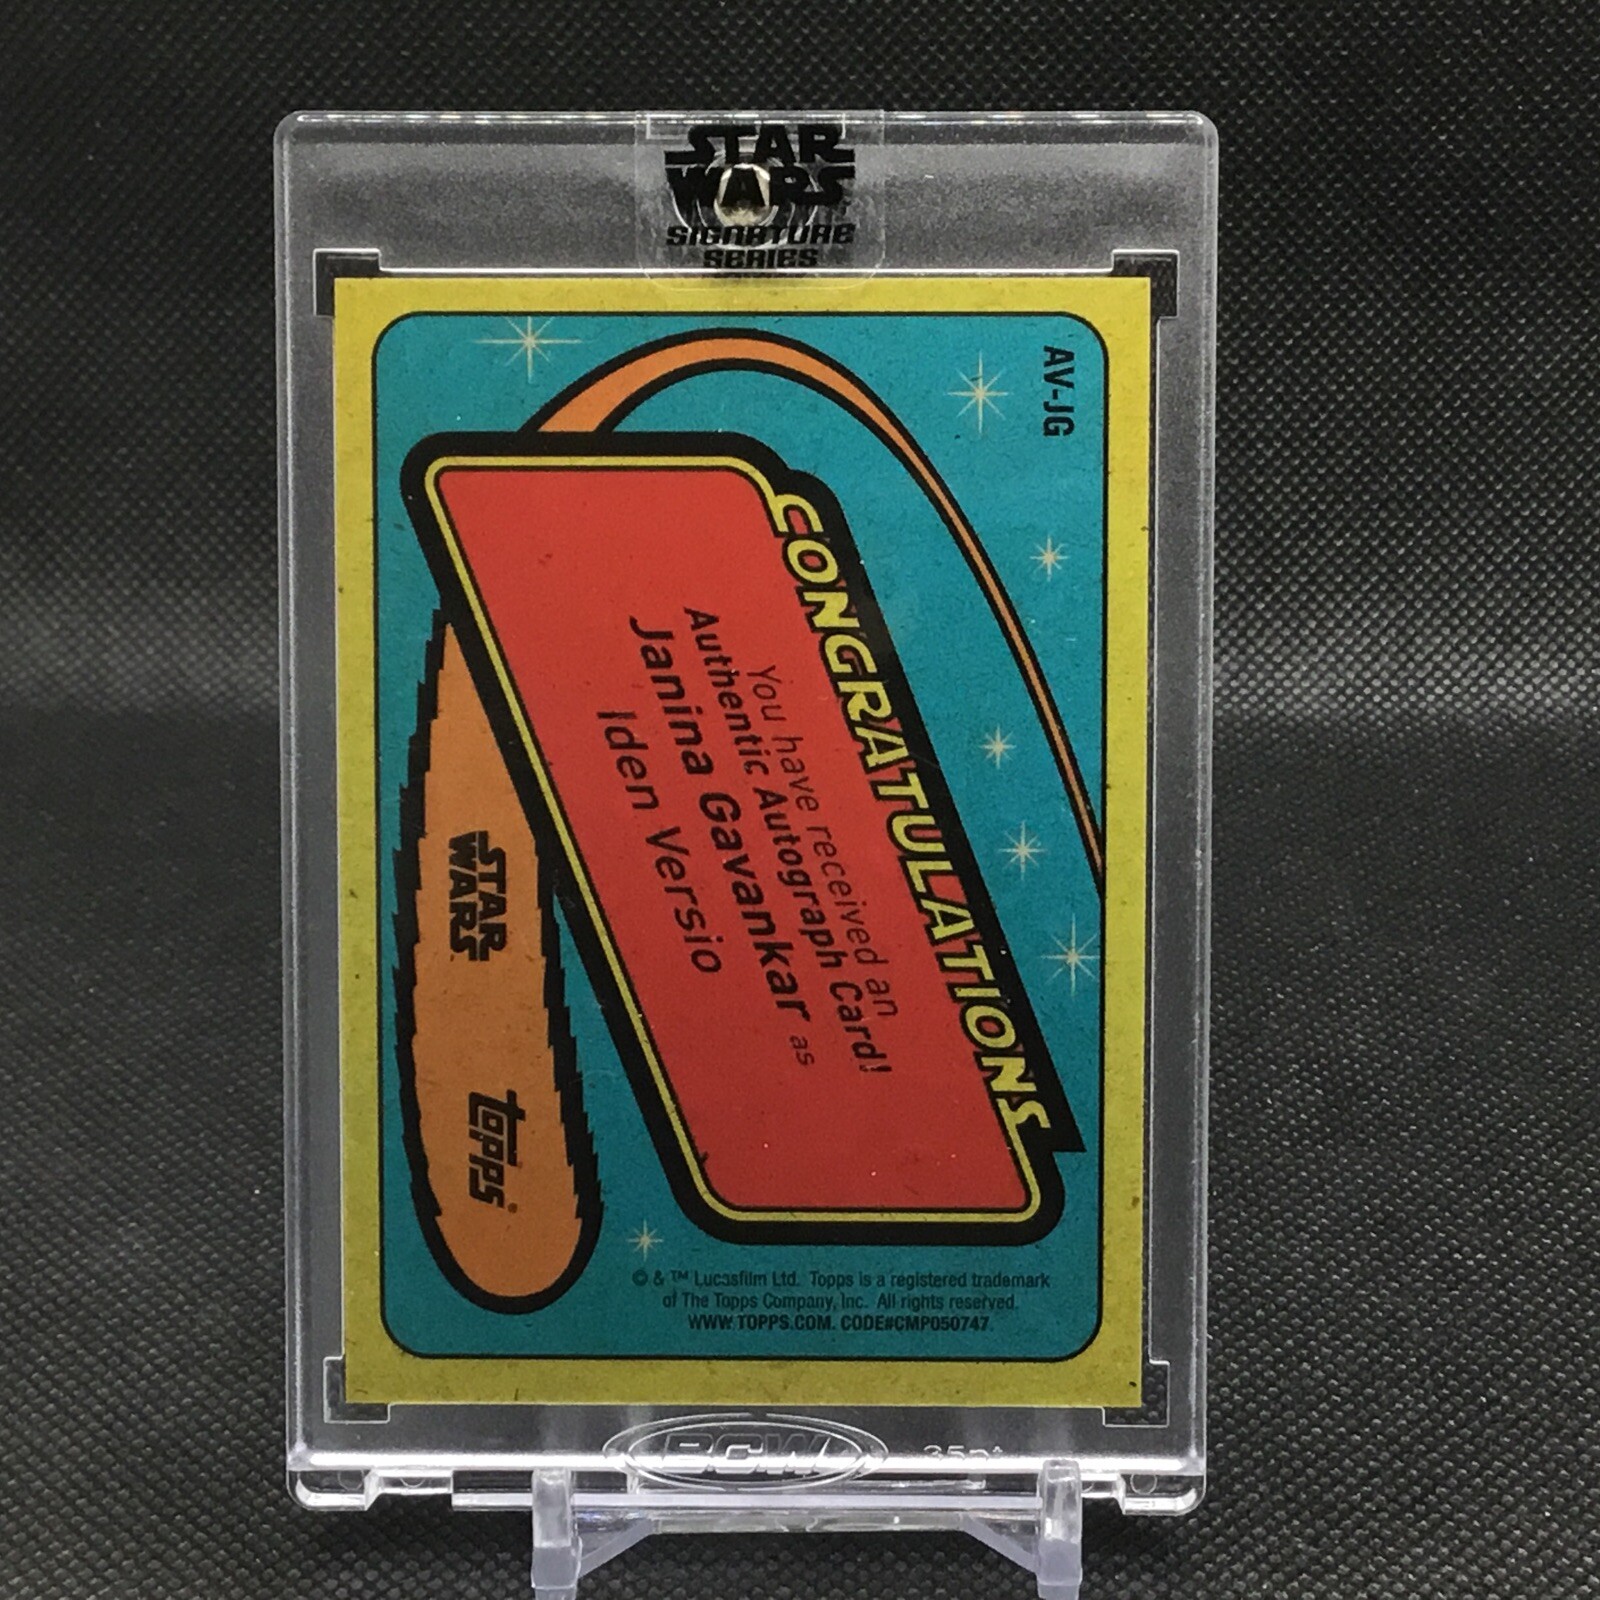 STAR
WARS
SIGNATURE
SERIES
AV-JG
CONGRATULATIONS
You have received an
Authentic Autograph Card!
Janina Gavankar as
Iden Versio
STAR
WARS
topps
© & ™ Lucasfilm Ltd. Topps is a registered trademark
of The Topps Company, Inc. All rights reserved.
WWW.TOPPS.COM. CODE#CMP050747.
BCW
35pt